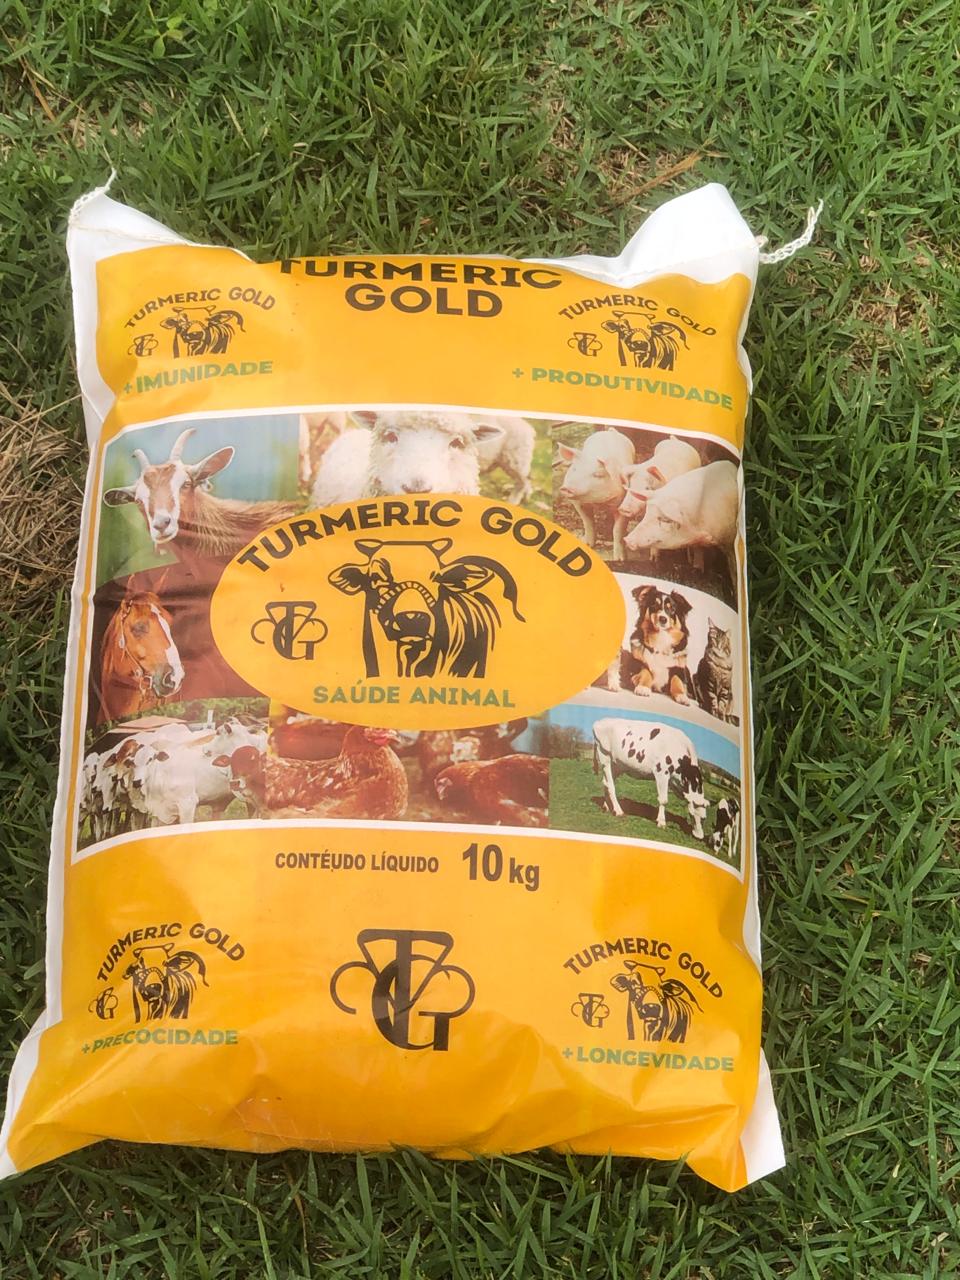 TURMERIC
GOLD
TURMERIC GOLD
TG
+ IMUNIDADE
TURMERIC GOLD
TG
+ PRODUTIVIDADE
TURMERIC GOLD
TG
SAÚDE ANIMAL
CONTÉUDO LÍQUIDO 10 kg
TURMERIC GOLD
TG
+ PRECOCIDADE
TG
TURMERIC GOLD
TG
+ LONGEVIDADE